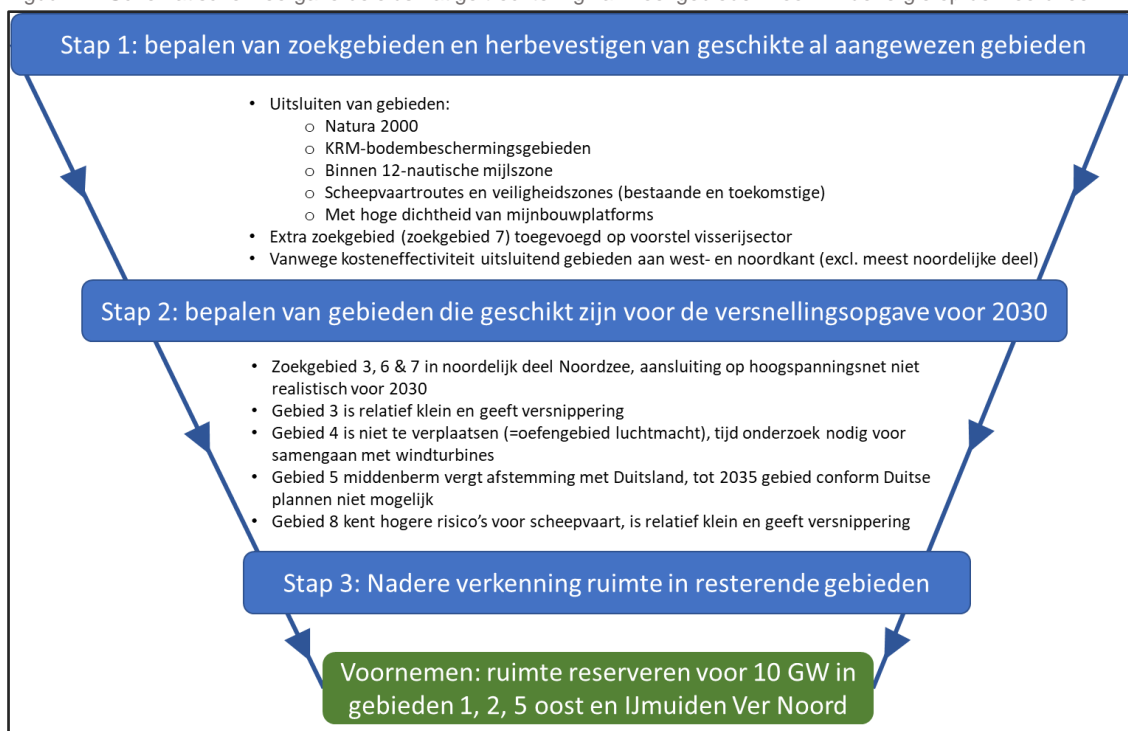 Stap 1: bepalen van zoekgebieden en herbevestigen van geschikte al aangewezen gebieden
• Uitsluiten van gebieden:
o Natura 2000
o KRM-bodembeschermingsgebieden
o Binnen 12-nautische mijlszone
o Scheepvaartroutes en veiligheidszones (bestaande en toekomstige)
o Met hoge dichtheid van mijnbouwplatforms
• Extra zoekgebied (zoekgebied 7) toegevoegd op voorstel visserijsector
• Vanwege kosteneffectiviteit uitsluitend gebieden aan west- en noordkant (excl. meest noordelijke deel)
Stap 2: bepalen van gebieden die geschikt zijn voor de versnellingsopgave voor 2030
• Zoekgebied 3, 6 & 7 in noordelijk deel Noordzee, aansluiting op hoogspanningsnet niet
realistisch voor 2030
• Gebied 3 is relatief klein en geeft versnippering
• Gebied 4 is niet te verplaatsen (=oefengebied luchtmacht), tijd onderzoek nodig voor
samengaan met windturbines
• Gebied 5 middenberm vergt afstemming met Duitsland, tot 2035 gebied conform Duitse
plannen niet mogelijk
• Gebied 8 kent hogere risico's voor scheepvaart, is relatief klein en geeft versnippering
Stap 3: Nadere verkenning ruimte in resterende gebieden
Voornemen: ruimte reserveren voor 10 GW in
gebieden 1, 2, 5 oost en IJmuiden Ver Noord